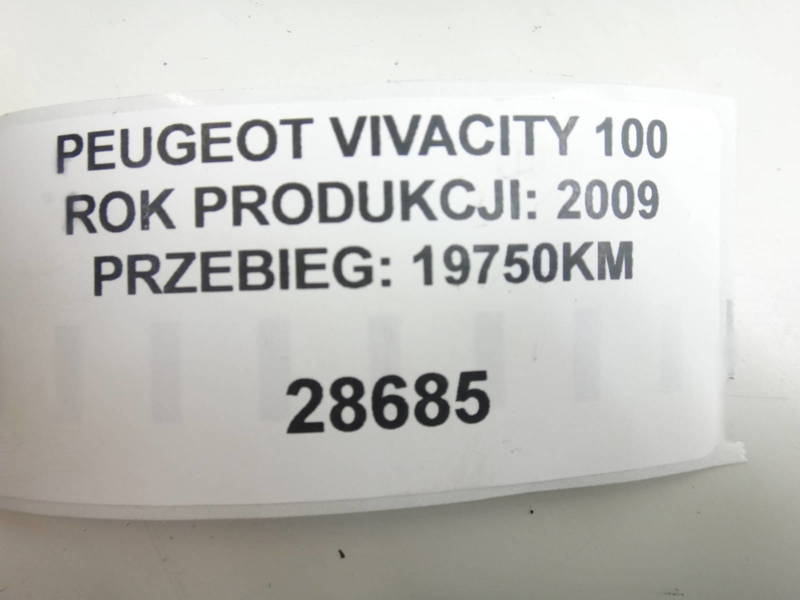 PEUGEOT VIVACITY 100
ROK PRODUKCJI: 2009
PRZEBIEG: 19750KM
28685